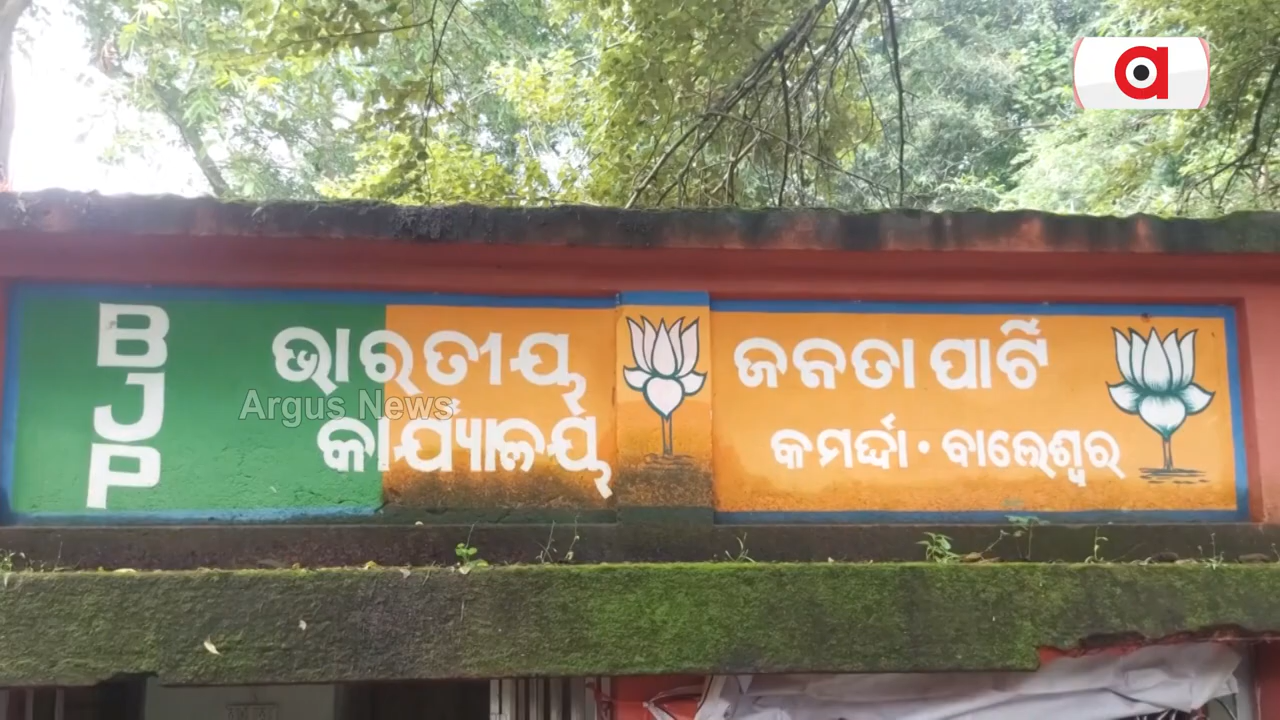 BJP
ଭାରତୀୟ ଜନତା ପାର୍ଟି
କାର୍ଯ୍ୟାଳୟ କମର୍ଦ୍ଦା · ବାଲେଶ୍ୱର
Argus News
a